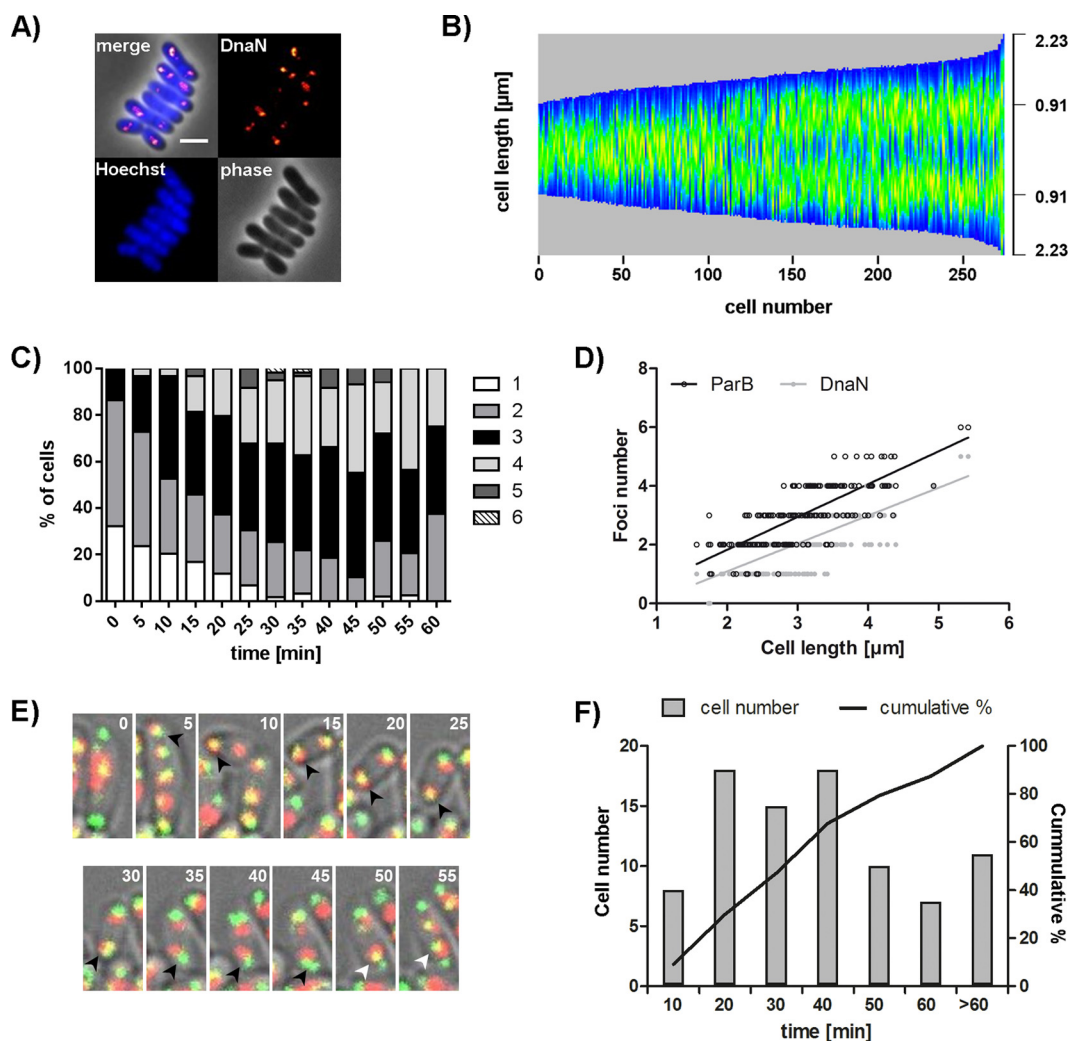 A)
merge
DnaN
Hoechst
phase
B)
cell length [µm]
2.23
0.91
0.91
2.23
0 50 100 150 200 250
cell number
C)
% of cells
100
80
60
40
20
0
0 5 10 15 20 25 30 35 40 45 50 55 60
time [min]
1
2
3
4
5
6
D)
ParB DnaN
Foci number
8
6
4
2
0
1 2 3 4 5 6
Cell length [µm]
E)
0 5 10 15 20 25
30 35 40 45 50 55
F)
cell number cumulative %
Cell number
20
15
10
5
0
10 20 30 40 50 60 >60
time [min]
100
80
60
40
20
0
Cummulative %